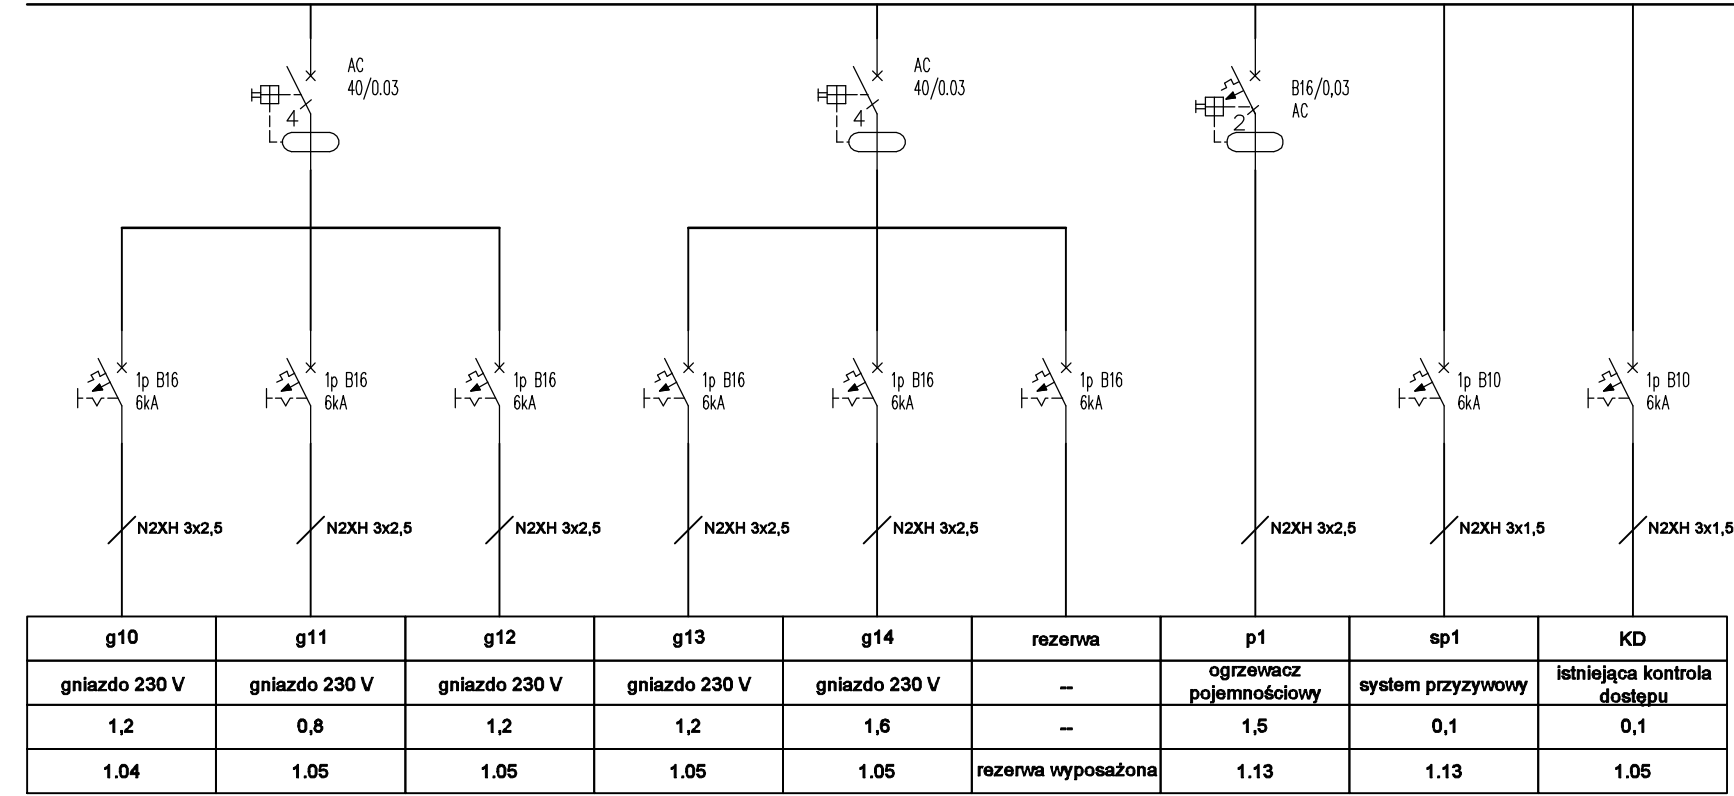 AC
40/0.03
4
AC
40/0.03
4
B16/0,03
AC
2
1p B16
6kA
1p B16
6kA
1p B16
6kA
1p B16
6kA
1p B16
6kA
1p B16
6kA
1p B10
6kA
1p B10
6kA
N2XH 3x2,5
N2XH 3x2,5
N2XH 3x2,5
N2XH 3x2,5
N2XH 3x2,5
N2XH 3x2,5
N2XH 3x1,5
N2XH 3x1,5
g10 g11 g12 g13 g14 rezerwa p1 sp1 KD
gniazdo 230 V
gniazdo 230 V
gniazdo 230 V
gniazdo 230 V
gniazdo 230 V
--
ogrzewacz
pojemnościowy
system przyzywowy
istniejąca kontrola
dostępu
1,2 0,8 1,2 1,2 1,6 -- 1,5 0,1 0,1
1.04 1.05 1.05 1.05 1.05 rezerwa wyposażona 1.13 1.13 1.05